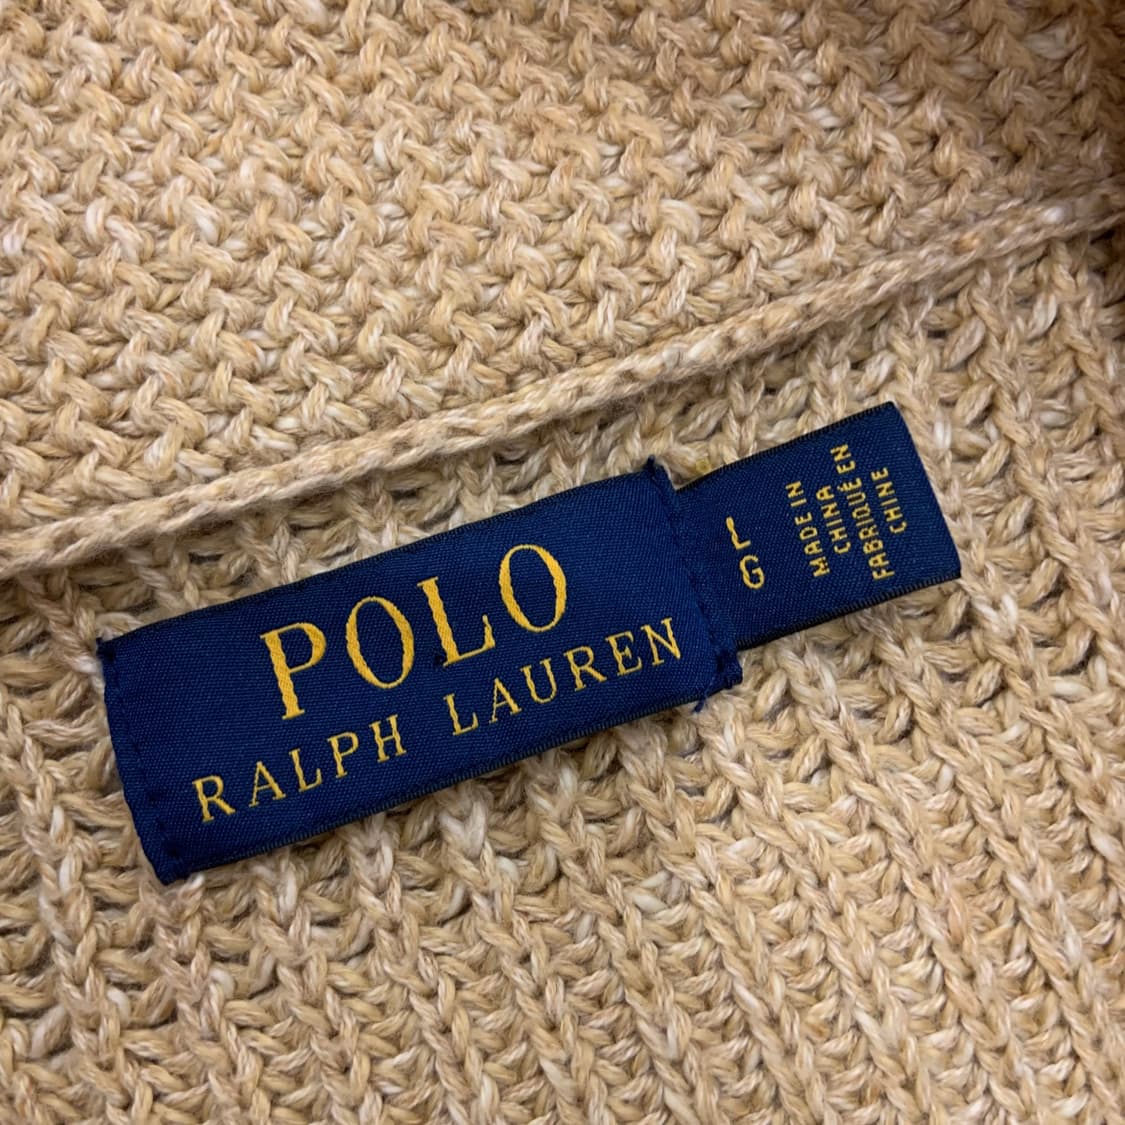 POLO
RALPH LAUREN
L
G
MADE IN
CHINA
FABRIQUÉ EN
CHINE